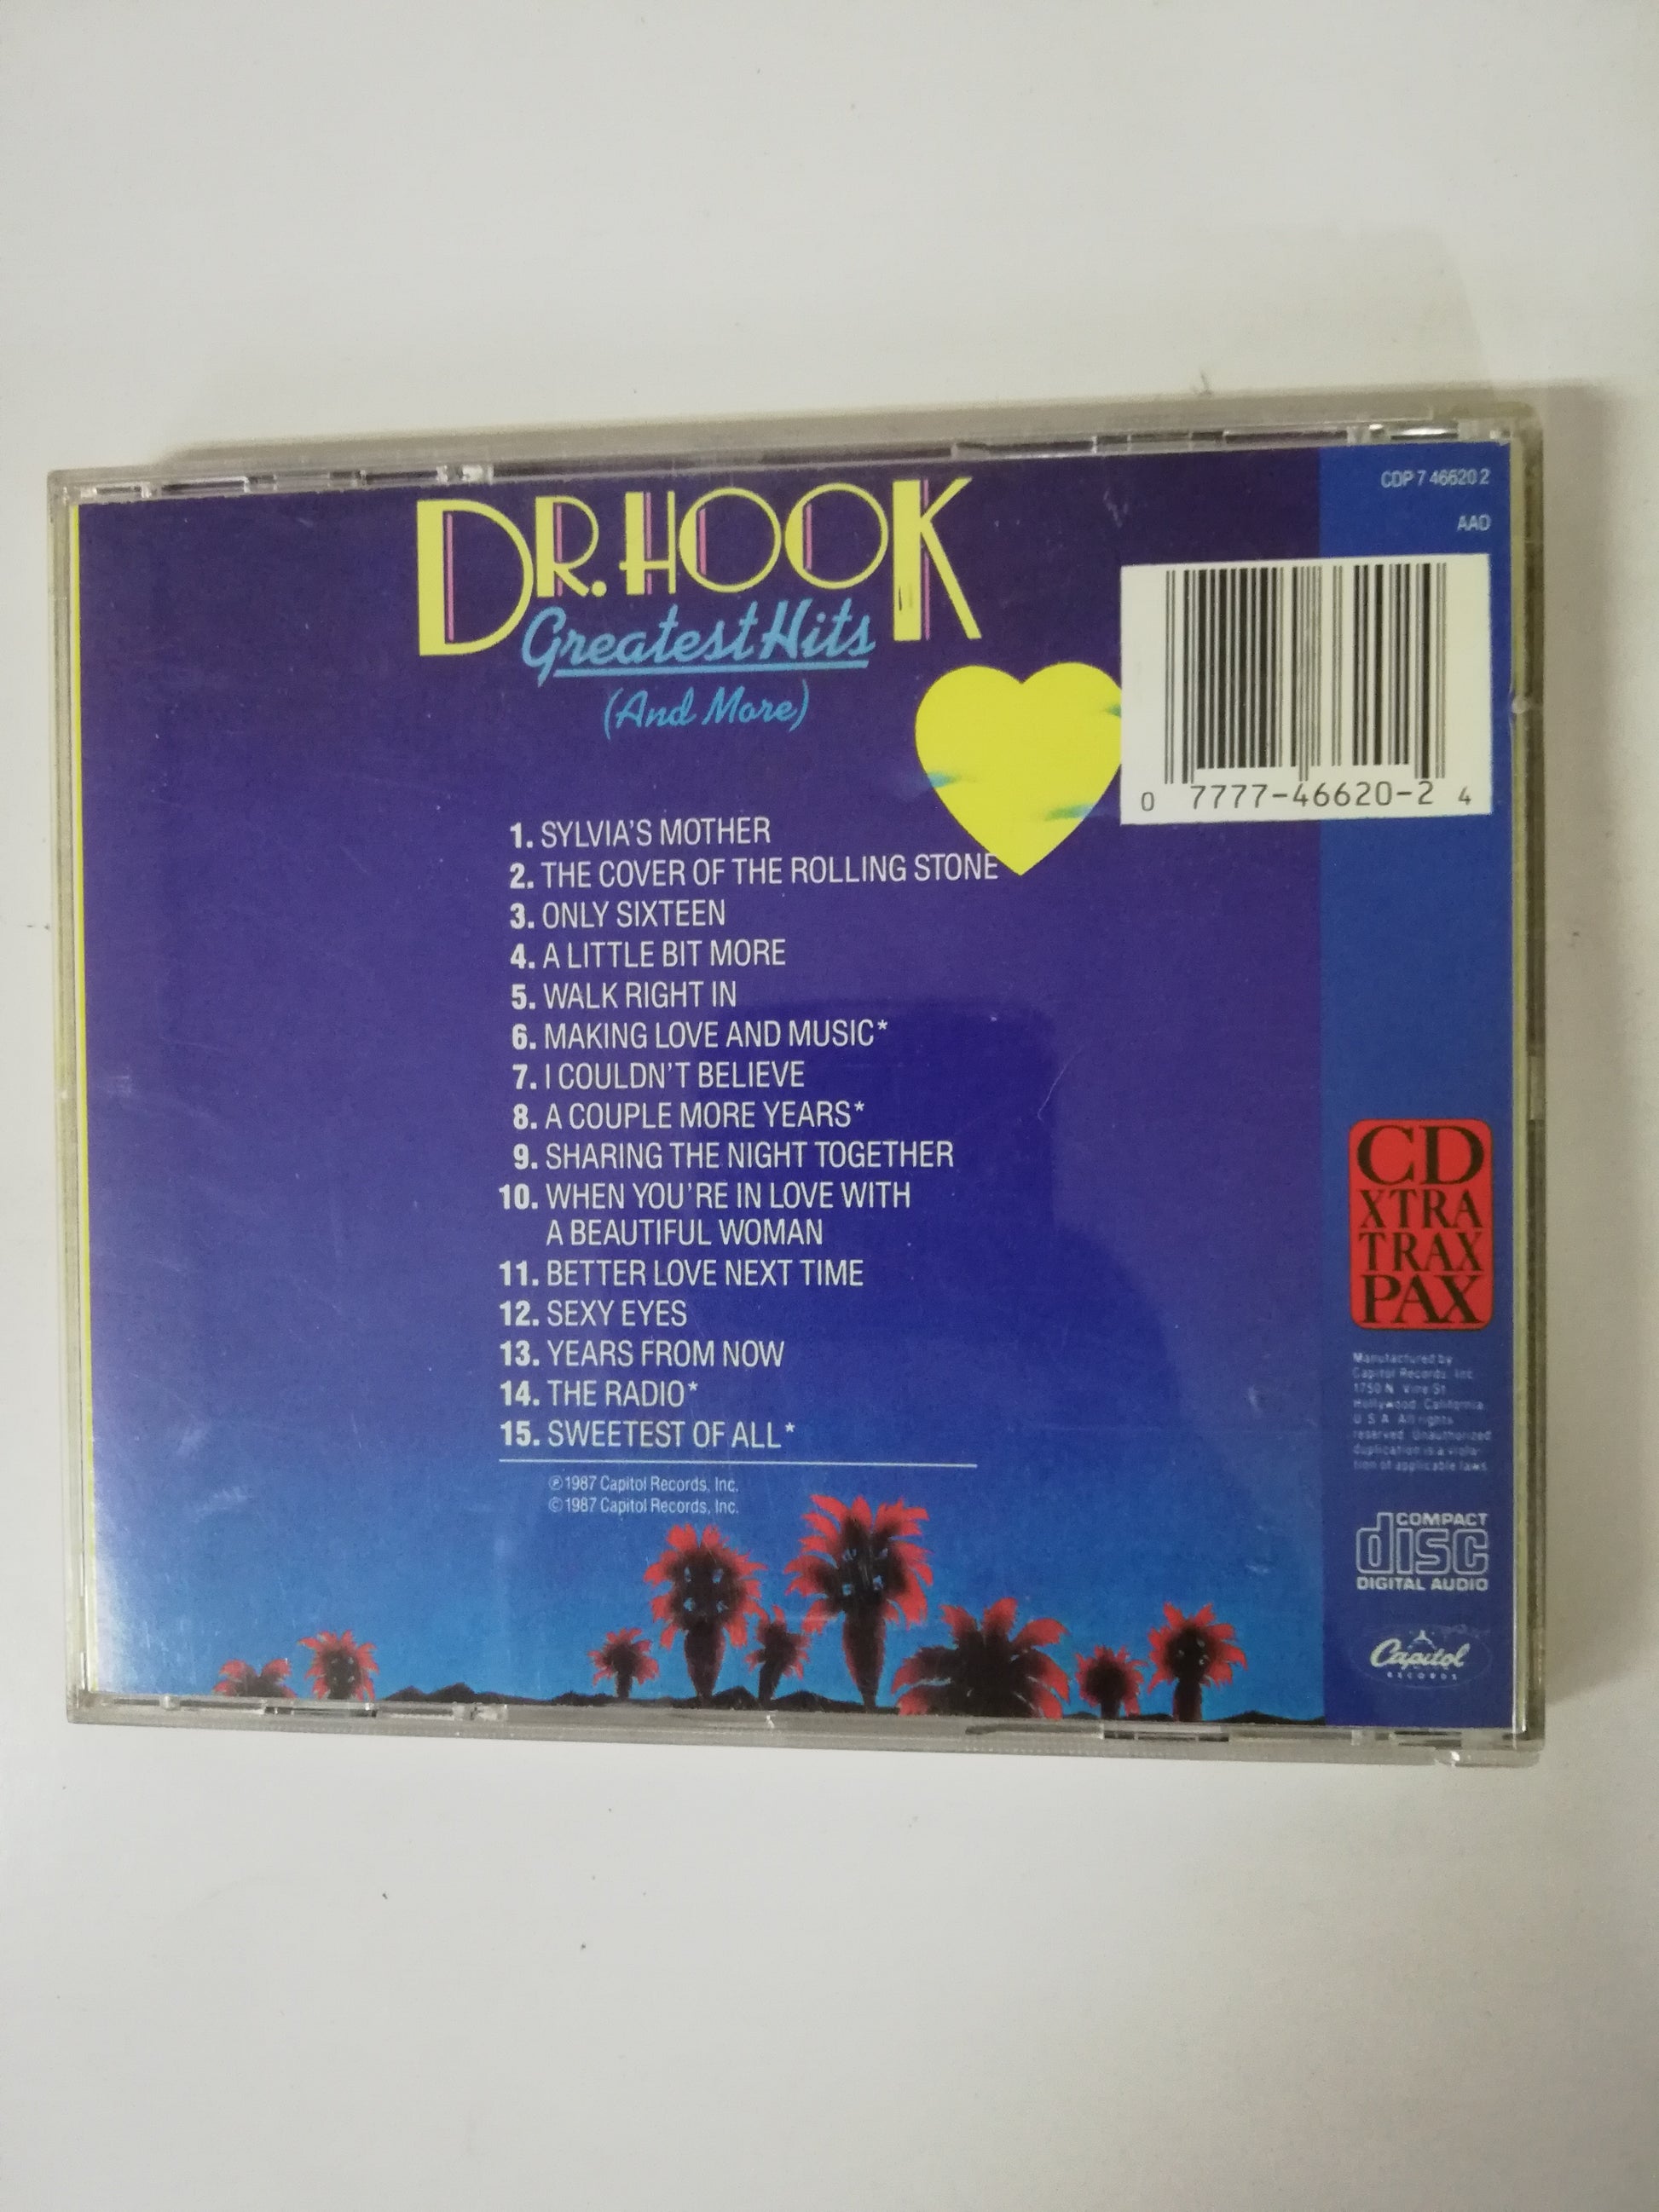 DR. HOOK
Greatest Hits
(And More)
CDP 7 46620 2
AAD
0 7777-46620-2 4
1. SYLVIA'S MOTHER
2. THE COVER OF THE ROLLING STONE
3. ONLY SIXTEEN
4. A LITTLE BIT MORE
5. WALK RIGHT IN
6. MAKING LOVE AND MUSIC*
7. I COULDN'T BELIEVE
8. A COUPLE MORE YEARS*
9. SHARING THE NIGHT TOGETHER
10. WHEN YOU'RE IN LOVE WITH
A BEAUTIFUL WOMAN
11. BETTER LOVE NEXT TIME
12. SEXY EYES
13. YEARS FROM NOW
14. THE RADIO*
15. SWEETEST OF ALL*
℗1987 Capitol Records, Inc.
©1987 Capitol Records, Inc.
CD
XTRA
TRAX
PAX
Manufactured by
Capitol Records, Inc.
1750 N. Vine St.
Hollywood, California
U.S.A. All rights
reserved. Unauthorized
duplication is a viola-
tion of applicable laws.
COMPACT
disc
DIGITAL AUDIO
Capitol
RECORDS